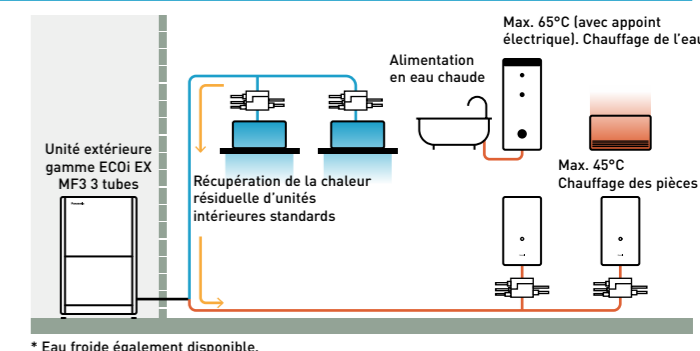 Max. 65°C (avec appoint
électrique). Chauffage de l'eau
Alimentation
en eau chaude
Unité extérieure
gamme ECOi EX
MF3 3 tubes
Récupération de la chaleur
résiduelle d'unités
intérieures standards
Max. 45°C
Chauffage des pièces
* Eau froide également disponible.